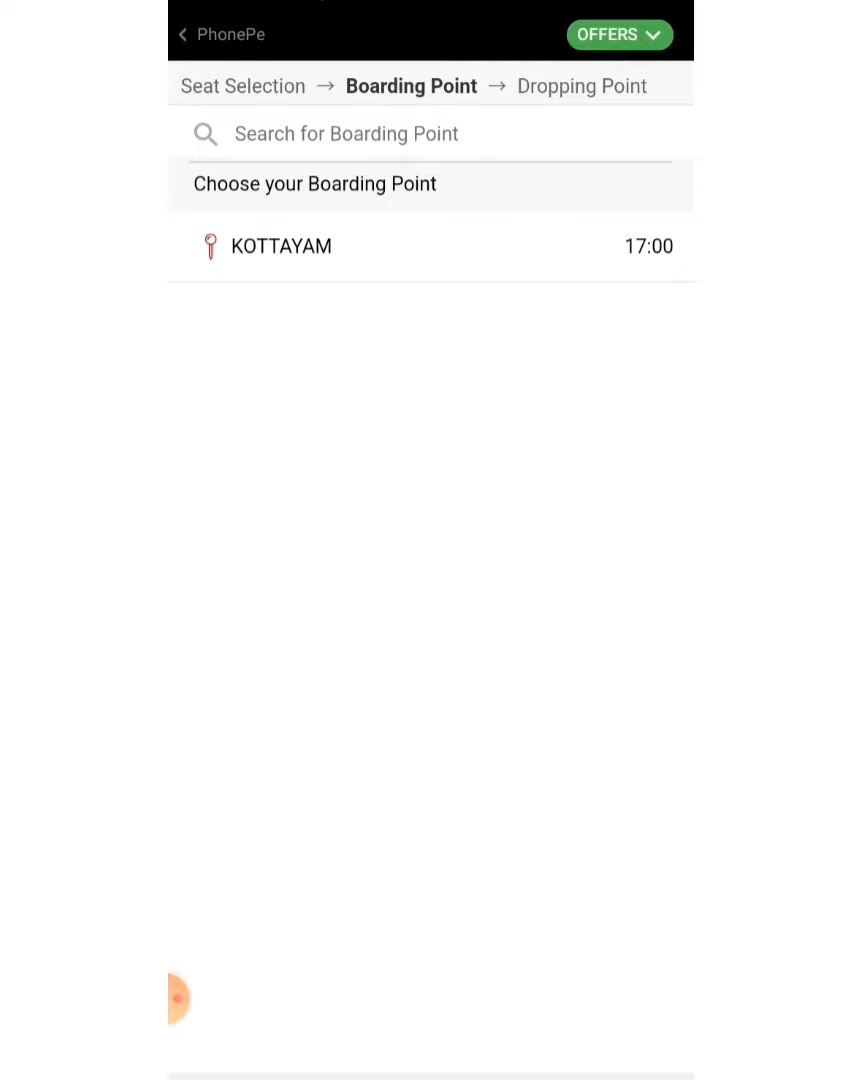 PhonePe OFFERS
Seat Selection → Boarding Point → Dropping Point
Search for Boarding Point
Choose your Boarding Point
KOTTAYAM 17:00